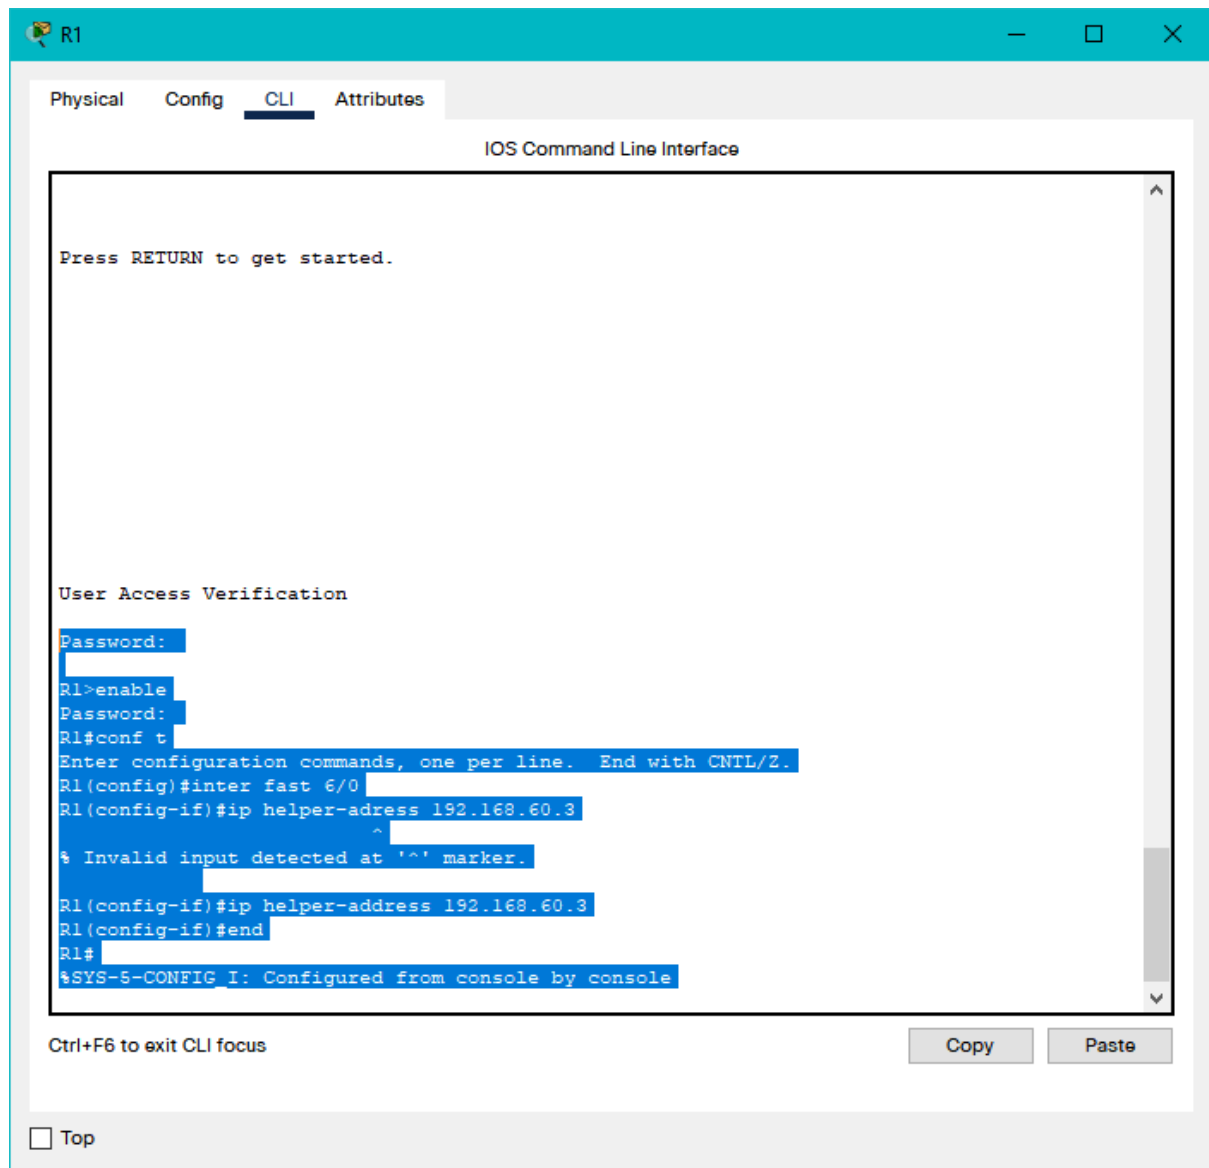 R1
Physical Config CLI Attributes
IOS Command Line Interface
Press RETURN to get started.
User Access Verification
Password:
R1>enable
Password:
R1#conf t
Enter configuration commands, one per line.  End with CNTL/Z.
R1(config)#inter fast 6/0
R1(config-if)#ip helper-adress 192.168.60.3
^
% Invalid input detected at '^' marker.
R1(config-if)#ip helper-address 192.168.60.3
R1(config-if)#end
R1#
%SYS-5-CONFIG_I: Configured from console by console
Ctrl+F6 to exit CLI focus
Copy Paste
Top